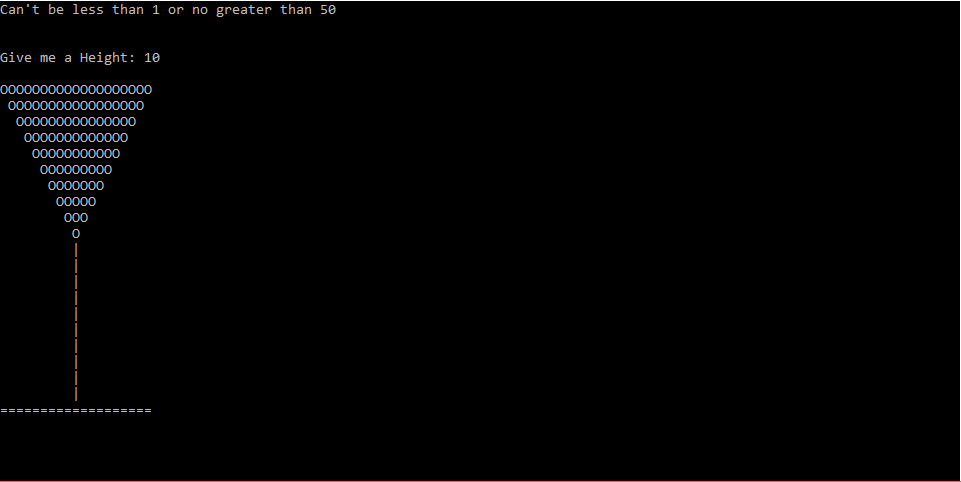 Can't be less than 1 or no greater than 50
Give me a Height: 10
OOOOOOOOOOOOOOOOOOO
 OOOOOOOOOOOOOOOOO
  OOOOOOOOOOOOOOO
   OOOOOOOOOOOOO
    OOOOOOOOOOO
     OOOOOOOOO
      OOOOOOO
       OOOOO
        OOO
         O
         |
         |
         |
         |
         |
         |
         |
         |
         |
         |
===================